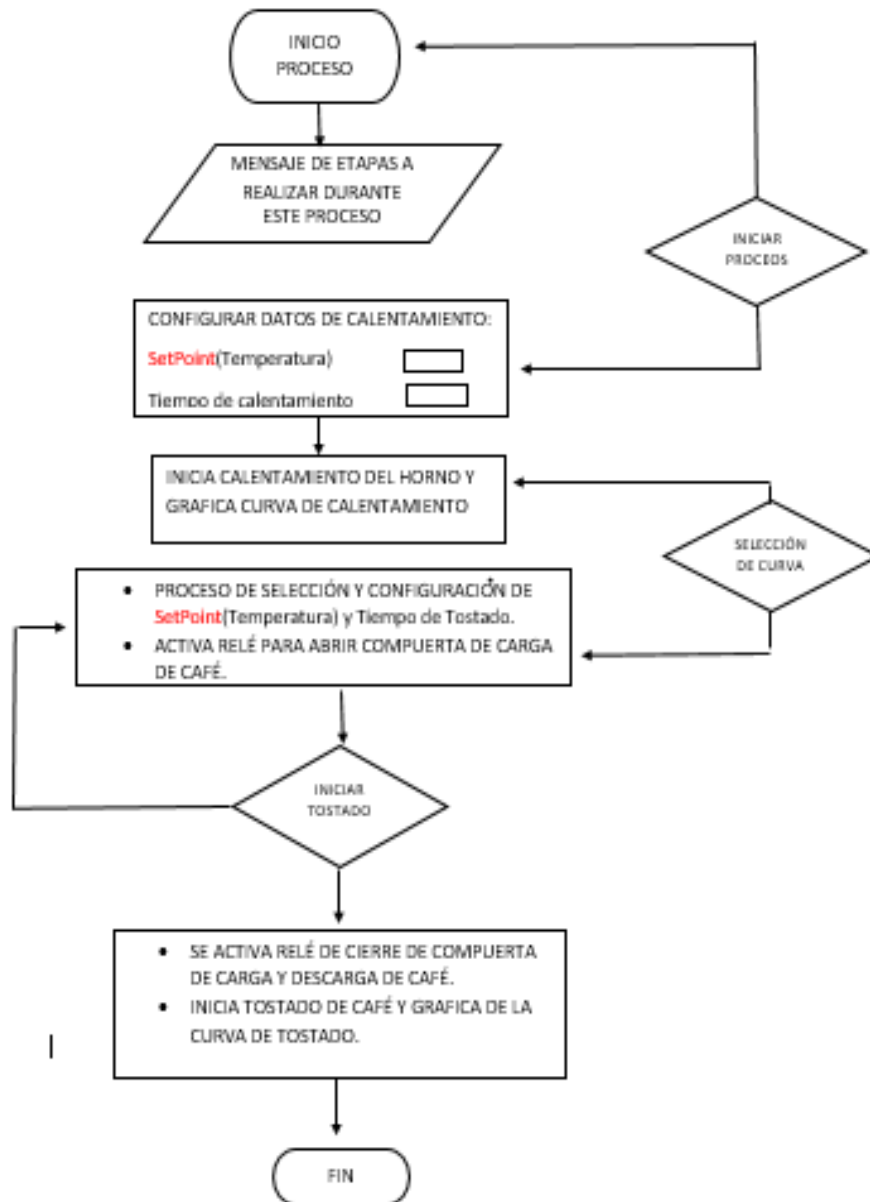 INICIO
PROCESO
MENSAJE DE ETAPAS A
REALIZAR DURANTE
ESTE PROCESO
INICIAR
PROCEOS
CONFIGURAR DATOS DE CALENTAMIENTO:
SetPoint(Temperatura)
Tiempo de calentamiento
INICIA CALENTAMIENTO DEL HORNO Y
GRAFICA CURVA DE CALENTAMIENTO
SELECCIÓN
DE CURVA
• PROCESO DE SELECCIÓN Y CONFIGURACIÓN DE
SetPoint(Temperatura) y Tiempo de Tostado.
• ACTIVA RELÉ PARA ABRIR COMPUERTA DE CARGA
DE CAFÉ.
INICIAR
TOSTADO
• SE ACTIVA RELÉ DE CIERRE DE COMPUERTA
DE CARGA Y DESCARGA DE CAFÉ.
• INICIA TOSTADO DE CAFÉ Y GRAFICA DE LA
CURVA DE TOSTADO.
FIN